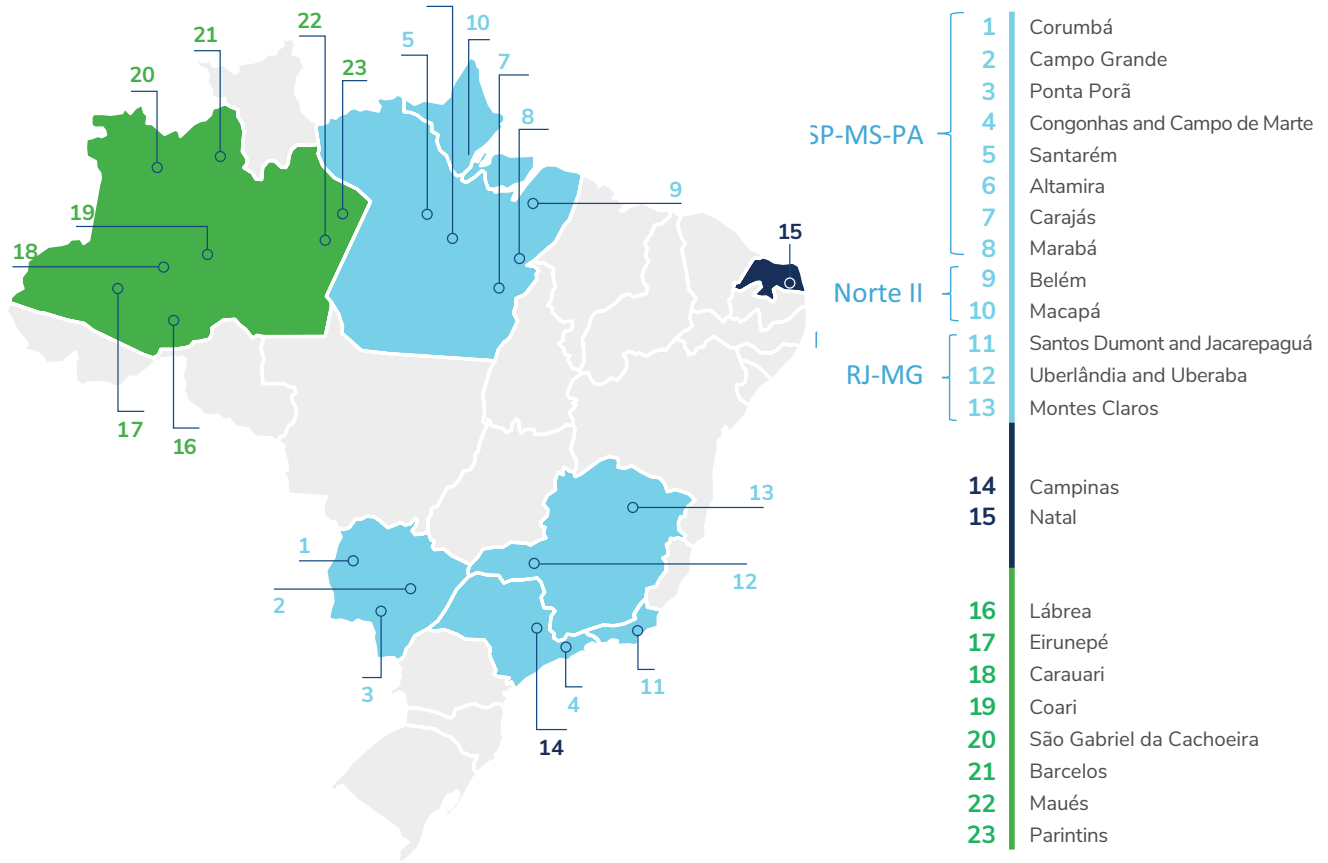 22
10
21
5
7
23
20
8
9
19
15
18
17
16
13
1
12
2
3
11
4
14
SP-MS-PA
1 Corumbá
2 Campo Grande
3 Ponta Porã
4 Congonhas and Campo de Marte
5 Santarém
6 Altamira
7 Carajás
8 Marabá
Norte II
9 Belém
10 Macapá
RJ-MG
11 Santos Dumont and Jacarepaguá
12 Uberlândia and Uberaba
13 Montes Claros
14 Campinas
15 Natal
16 Lábrea
17 Eirunepé
18 Carauari
19 Coari
20 São Gabriel da Cachoeira
21 Barcelos
22 Maués
23 Parintins